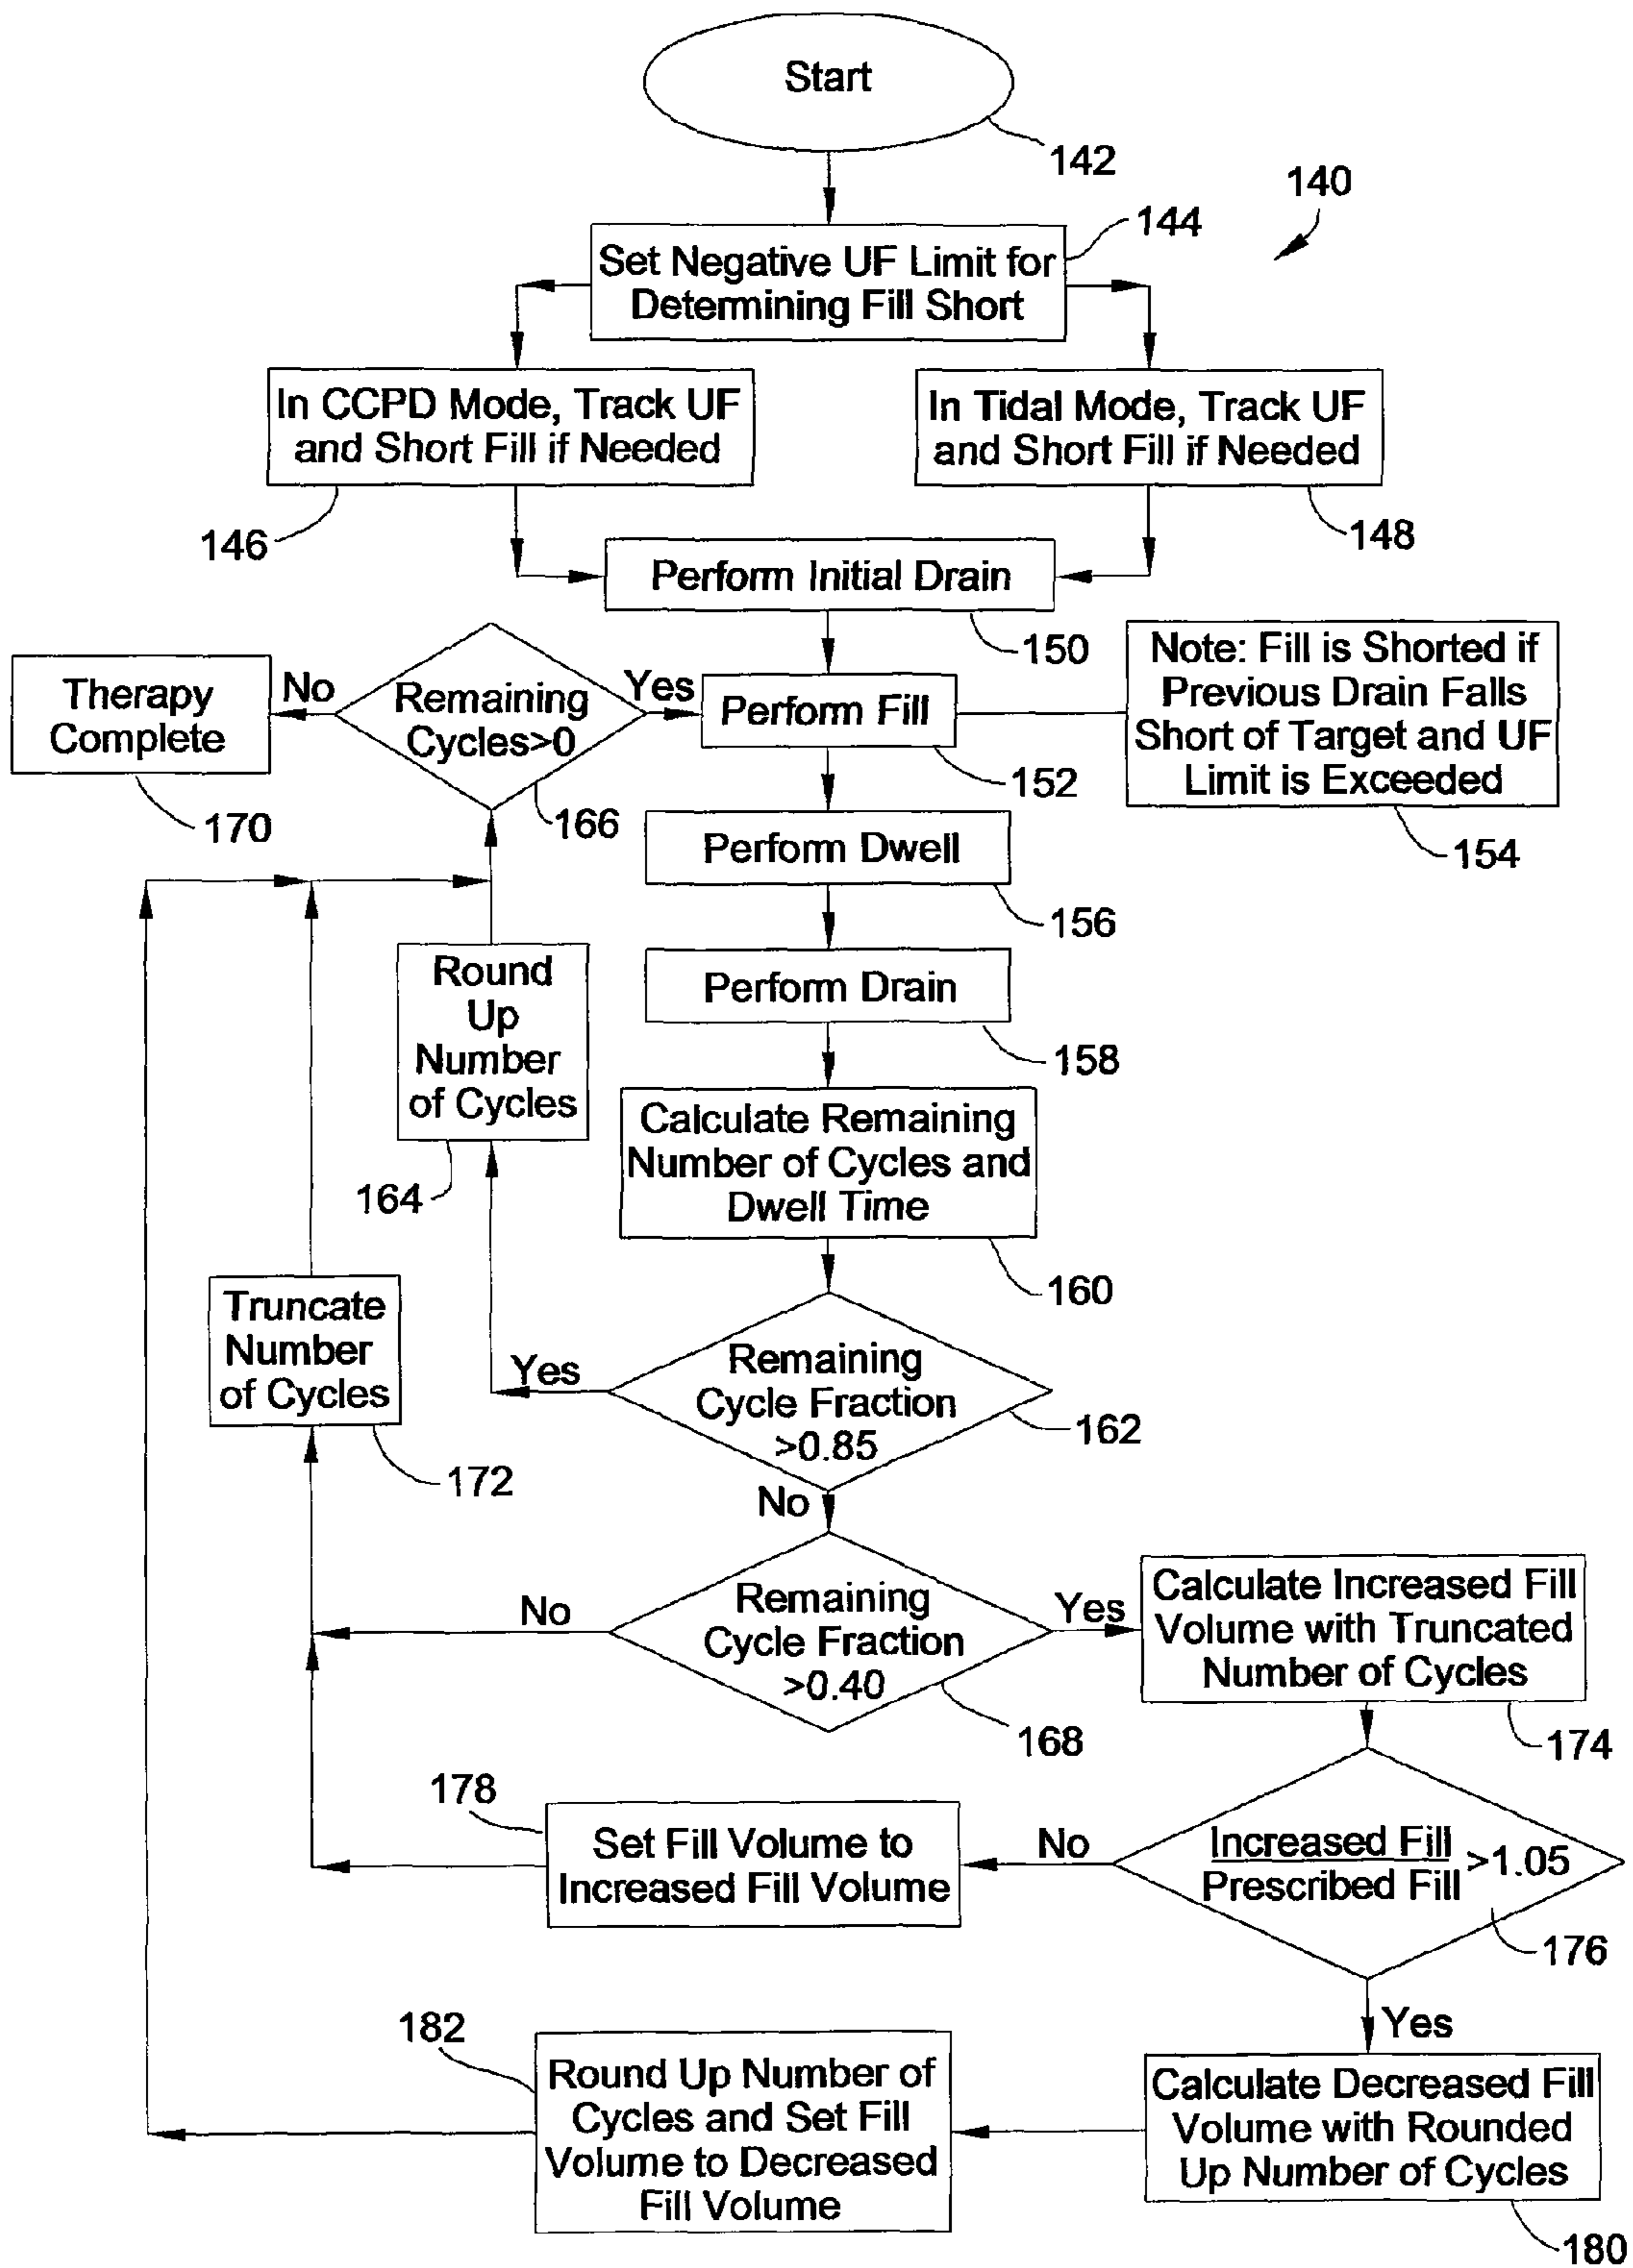 Start
142
140
144
Set Negative UF Limit for
Determining Fill Short
In CCPD Mode, Track UF
and Short Fill if Needed
146
In Tidal Mode, Track UF
and Short Fill if Needed
148
Perform Initial Drain
150
Therapy
Complete
170
No
Remaining
Cycles>0
166
Yes
Perform Fill
152
Note: Fill is Shorted if
Previous Drain Falls
Short of Target and UF
Limit is Exceeded
154
Perform Dwell
156
Perform Drain
158
Round
Up
Number
of Cycles
164
Calculate Remaining
Number of Cycles and
Dwell Time
160
Truncate
Number
of Cycles
172
Yes
Remaining
Cycle Fraction
>0.85
162
No
No
Remaining
Cycle Fraction
>0.40
168
Yes
Calculate Increased Fill
Volume with Truncated
Number of Cycles
174
178
Set Fill Volume to
Increased Fill Volume
No
Increased Fill
Prescribed Fill
>1.05
176
Yes
182
Round Up Number of
Cycles and Set Fill
Volume to Decreased
Fill Volume
Calculate Decreased Fill
Volume with Rounded
Up Number of Cycles
180